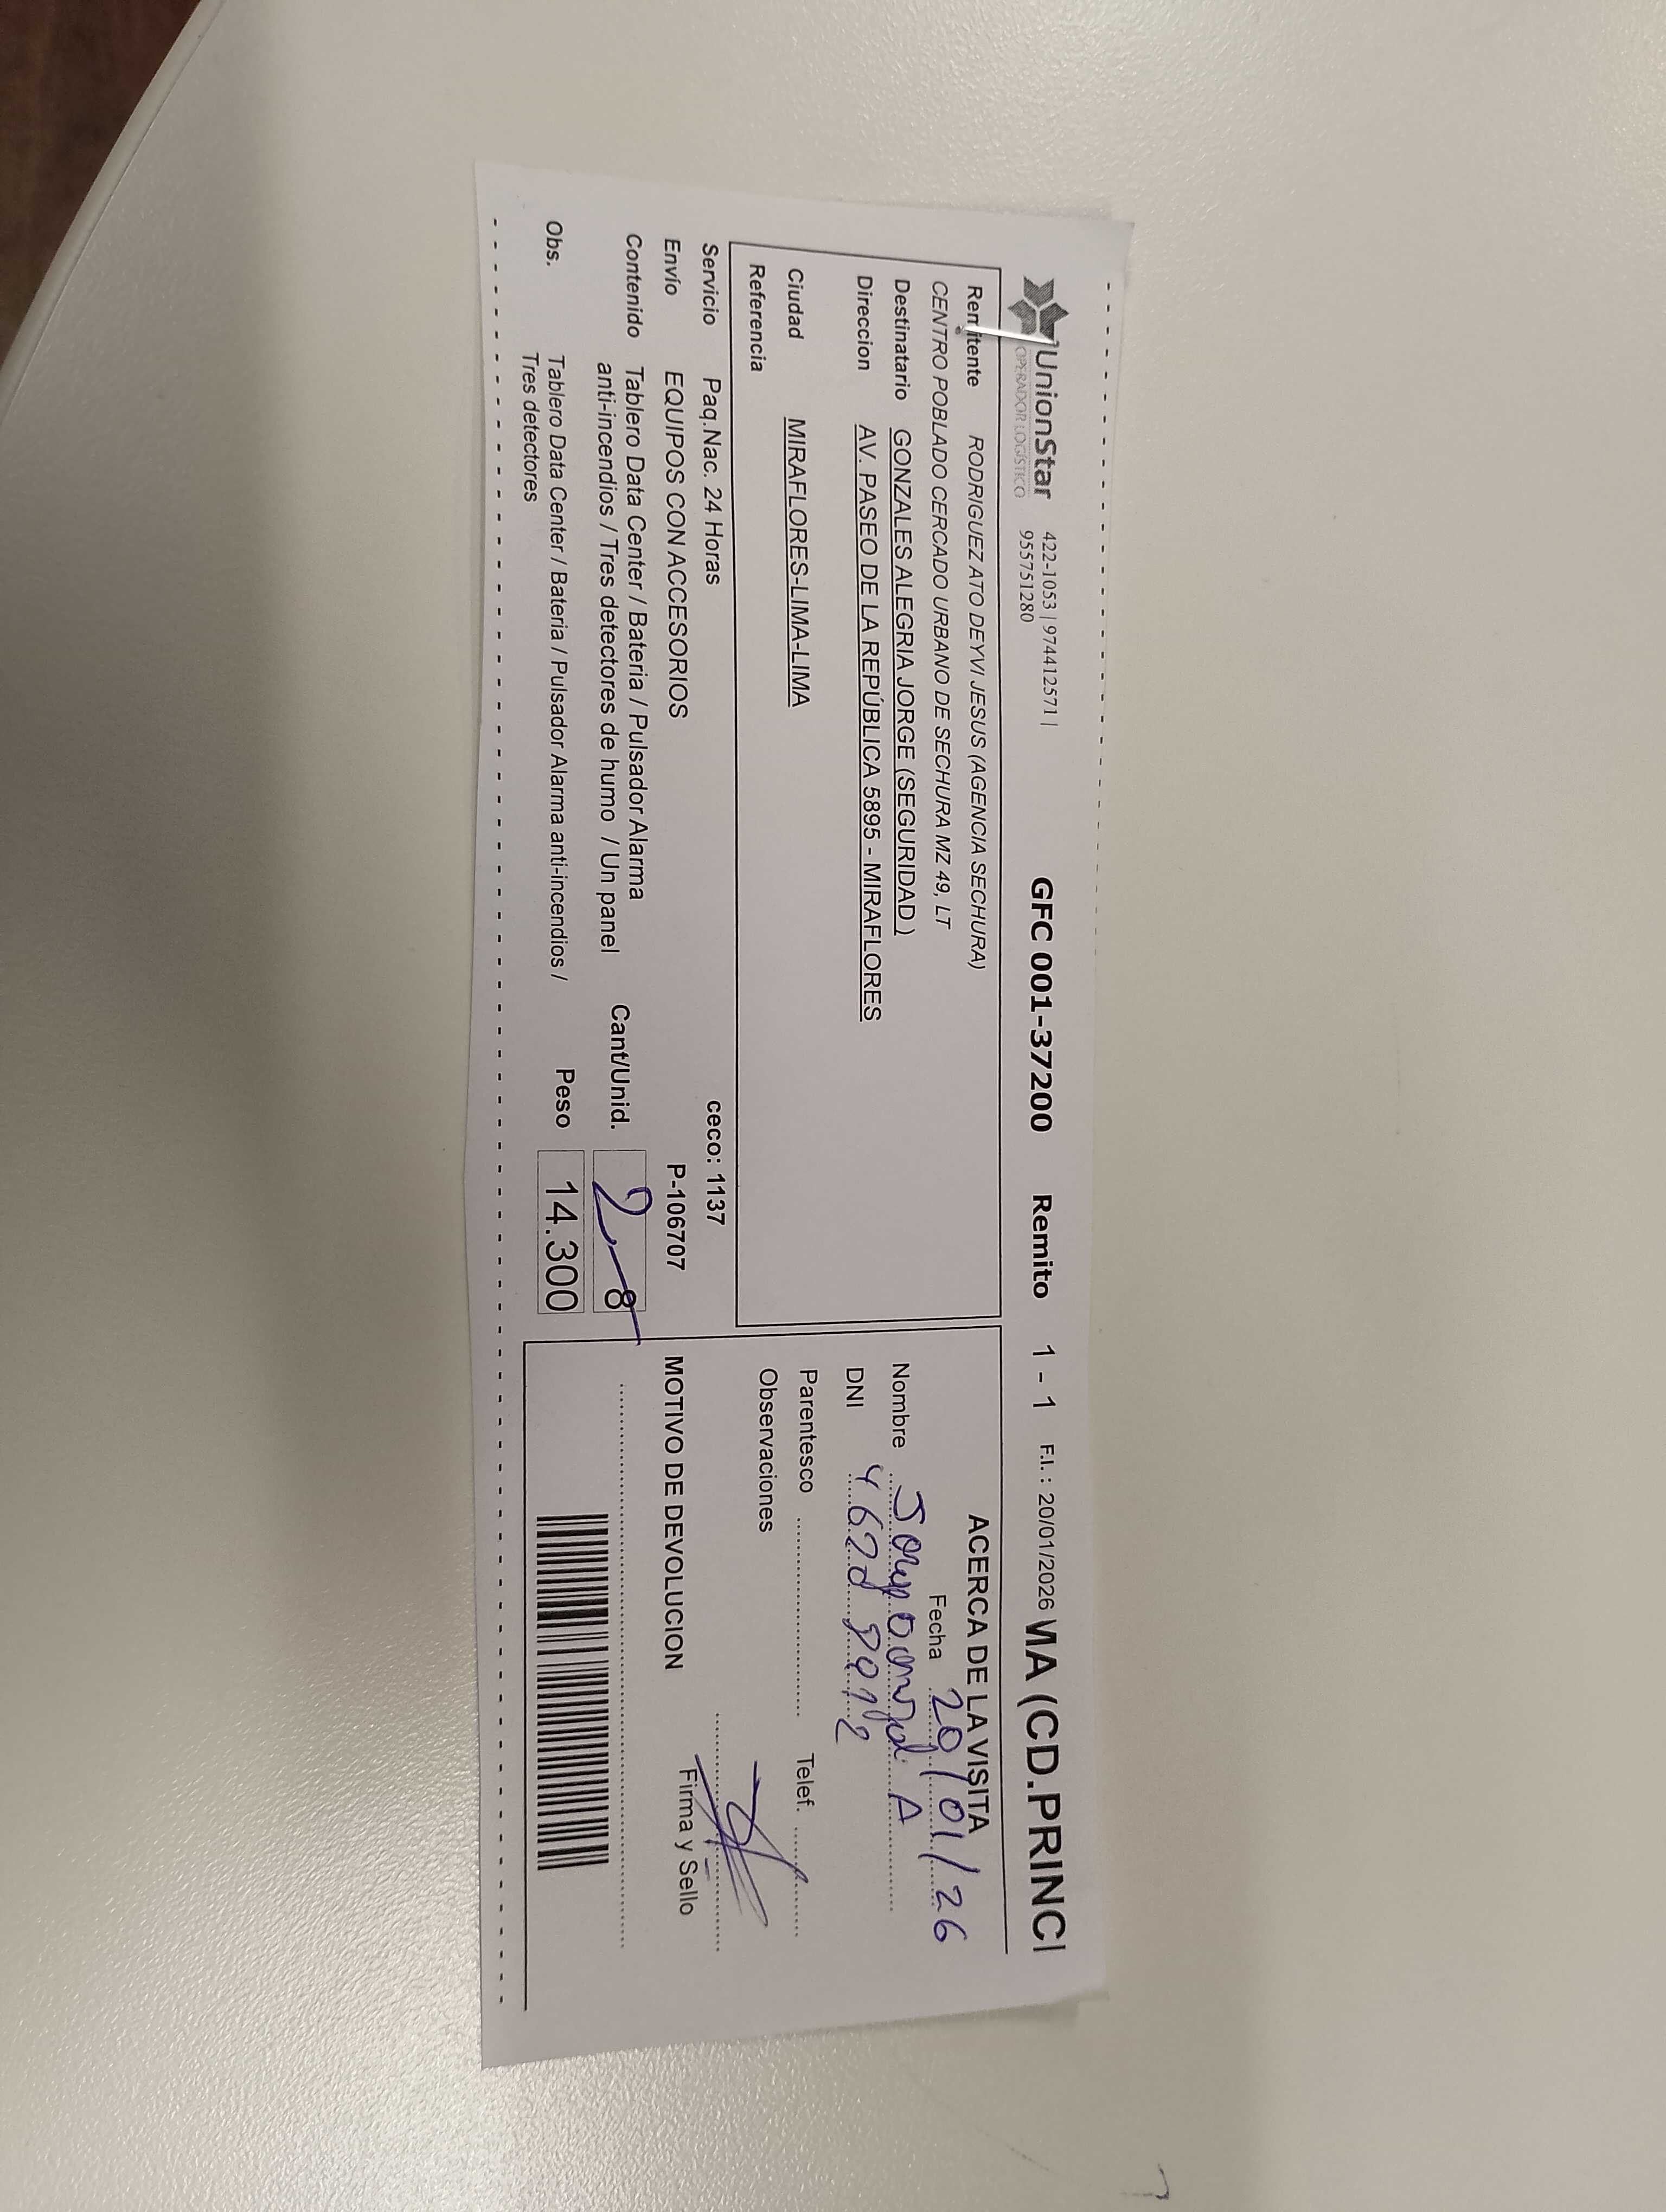 UnionStar
OPERADOR LOGÍSTICO
422-1053 | 974412571 |
955751280
GFC 001-37200 Remito 1 - 1 F.I. : 20/01/2026 MA (CD.PRINCI
Remitente RODRIGUEZ ATO DEYVI JESUS (AGENCIA SECHURA)
CENTRO POBLADO CERCADO URBANO DE SECHURA MZ 49, LT
Destinatario GONZALES ALEGRIA JORGE (SEGURIDAD )
Direccion AV. PASEO DE LA REPÚBLICA 5895 - MIRAFLORES
Ciudad MIRAFLORES-LIMA-LIMA
Referencia
Servicio Paq.Nac. 24 Horas ceco: 1137
Envío EQUIPOS CON ACCESORIOS P-106707
Contenido Tablero Data Center / Bateria / Pulsador Alarma
anti-incendios / Tres detectores de humo / Un panel
Cant/Unid. 8
Obs. Tablero Data Center / Bateria / Pulsador Alarma anti-incendios /
Tres detectores
Peso 14.300
ACERCA DE LA VISITA
Fecha 20/01/26
Nombre A
DNI
Parentesco Telef.
Observaciones
Firma y Sello
MOTIVO DE DEVOLUCION